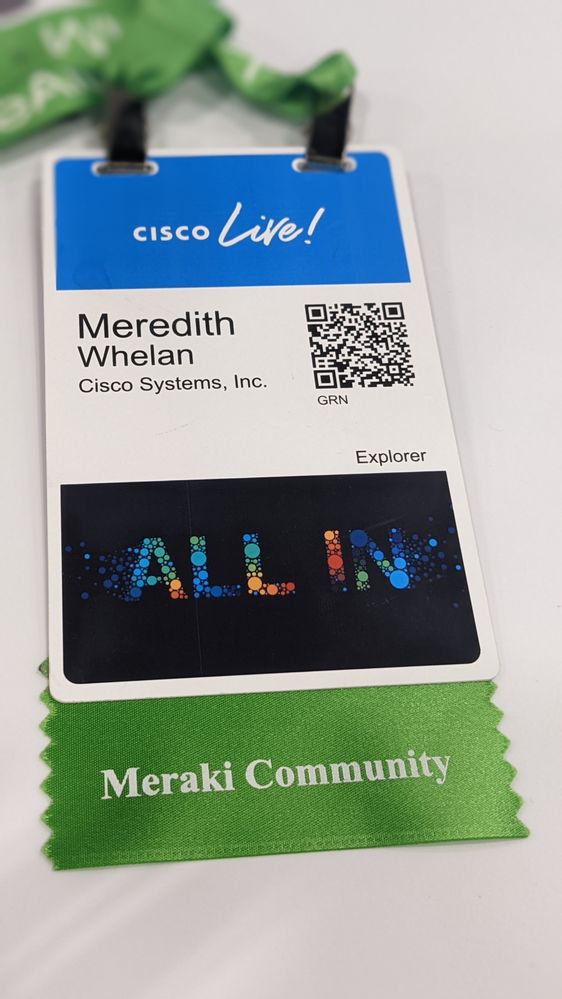 CISCO Live!
Meredith
Whelan
Cisco Systems, Inc.
GRN
Explorer
ALL IN
Meraki Community